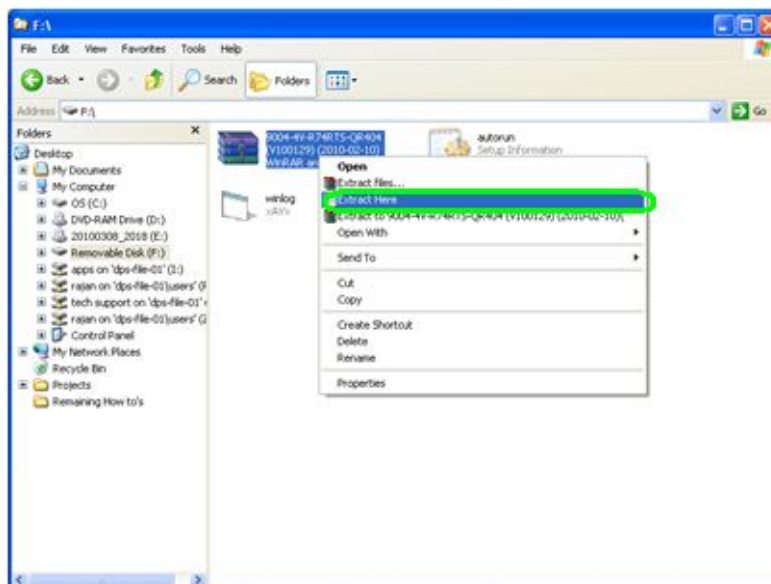 F:\
File Edit View Favorites Tools Help
Back Search Folders
Address F:\ Go
Folders x
Desktop
My Documents
My Computer
OS (C:)
DVD-RAM Drive (D:)
20100308_2018 (E:)
Removable Disk (F:)
apps on 'dps-file-01' (I:)
rajan on 'dps-file-01\users' (
tech support on 'dps-file-01'
rajan on 'dps-file-01\users' (
Control Panel
My Network Places
Recycle Bin
Projects
Remaining How to's
9004-4V-R74RTS-QR404
(V100129) (2010-02-10)
WinRAR
autorun
Setup Information
winlog
Open
Extract files...
Extract Here
Extract to 9004-4V-R74RTS-QR404 (V100129) (2010-02-10)\
Open With
Send To
Cut
Copy
Create Shortcut
Delete
Rename
Properties